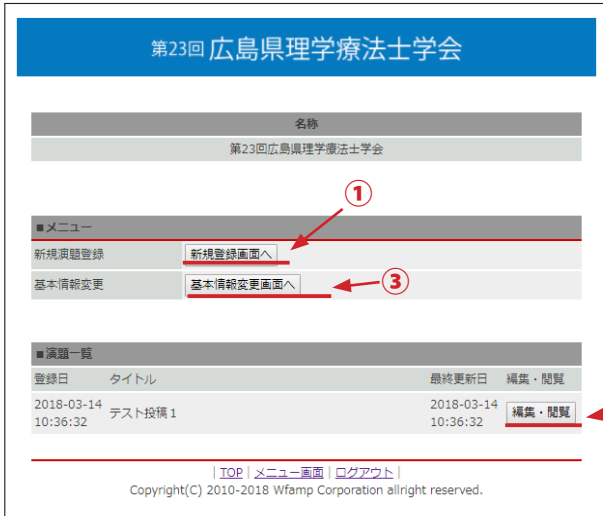 第23回 広島県理学療法士学会
名称
第23回広島県理学療法士学会
①
■メニュー
新規演題登録 新規登録画面へ
基本情報変更 基本情報変更画面へ ③
■演題一覧
登録日 タイトル 最終更新日 編集・閲覧
2018-03-14 10:36:32 テスト投稿1 2018-03-14 10:36:32 編集・閲覧
| TOP | メニュー画面 | ログアウト |
Copyright(C) 2010-2018 Wfamp Corporation allright reserved.